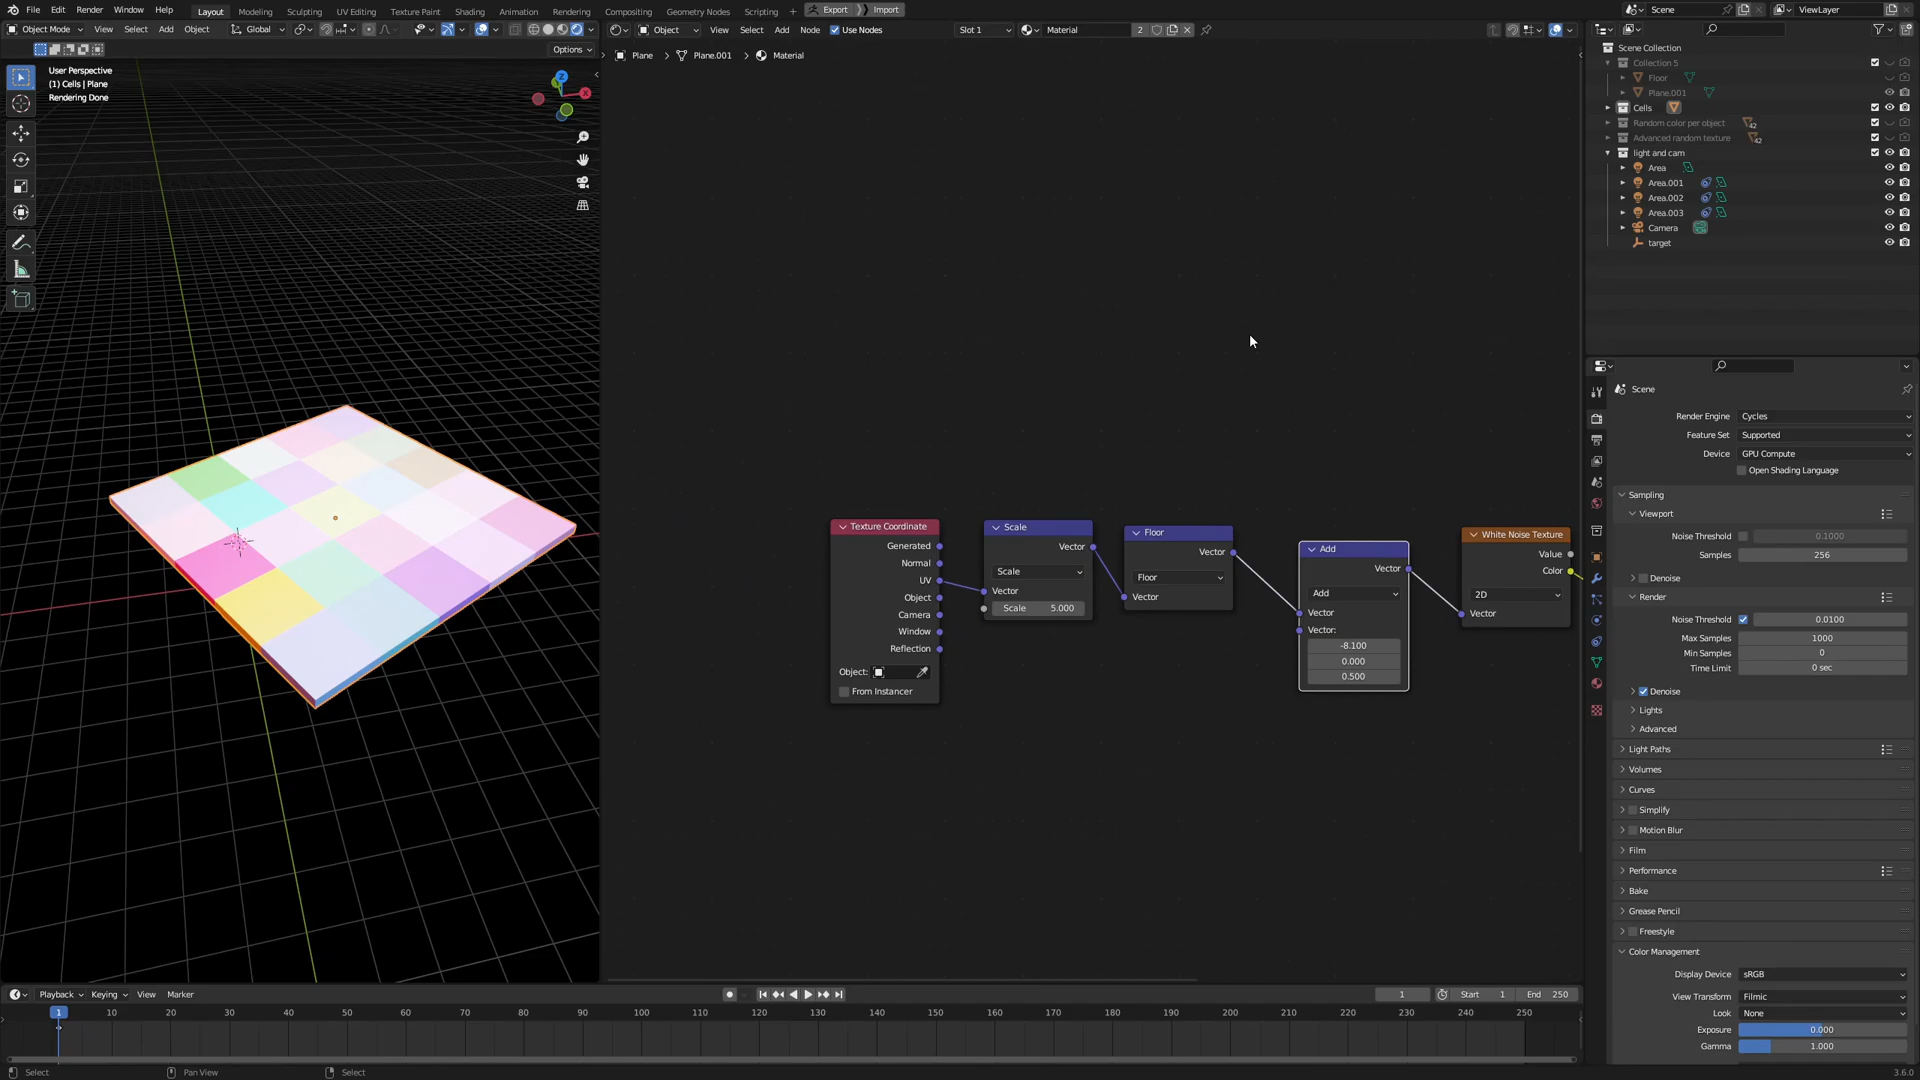 File Edit Render Window Help Layout Modeling Sculpting UV Editing Texture Paint Shading Animation Rendering Compositing Geometry Nodes Scripting + Export Import Scene ViewLayer
Object Mode View Select Add Object Global Object View Select Add Node Use Nodes Slot 1 Material 2
Options
Plane > Plane.001 > Material
User Perspective
(1) Cells | Plane
Rendering Done
Texture Coordinate
Generated
Normal
UV
Object
Camera
Window
Reflection
Object:
From Instancer
Scale
Vector
Scale
Vector
Scale 5.000
Floor
Vector
Floor
Vector
Add
Vector
Add
Vector
Vector:
-8.100
0.000
0.500
White Noise Texture
Value
Color
2D
Vector
Scene Collection
Collection 5
Floor
Plane.001
Cells
Random color per object 42
Advanced random texture 42
light and cam
Area
Area.001
Area.002
Area.003
Camera
target
Scene
Render Engine Cycles
Feature Set Supported
Device GPU Compute
Open Shading Language
Sampling
Viewport
Noise Threshold 0.1000
Samples 256
Denoise
Render
Noise Threshold 0.0100
Max Samples 1000
Min Samples 0
Time Limit 0 sec
Denoise
Lights
Advanced
Light Paths
Volumes
Curves
Simplify
Motion Blur
Film
Performance
Bake
Grease Pencil
Freestyle
Color Management
Display Device sRGB
View Transform Filmic
Look None
Exposure 0.000
Gamma 1.000
Playback Keying View Marker 1 Start 1 End 250
1 10 20 30 40 50 60 70 80 90 100 110 120 130 140 150 160 170 180 190 200 210 220 230 240 250
Select Pan View Select 3.6.0